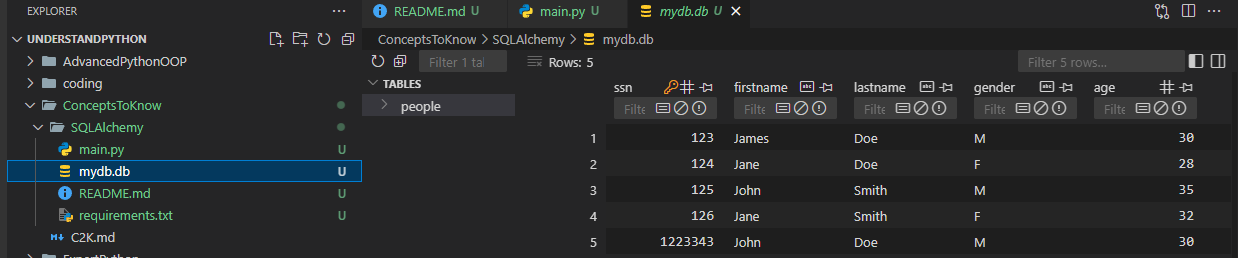 EXPLORER
UNDERSTANDPYTHON
AdvancedPythonOOP
coding
ConceptsToKnow
SQLAlchemy
main.py U
mydb.db U
README.md U
requirements.txt U
C2K.md
README.md U main.py U mydb.db U
ConceptsToKnow > SQLAlchemy > mydb.db
Filter 1 tal Rows: 5 Filter 5 rows...
TABLES
people
ssn firstname lastname gender age
Filte Filte Filte Filte Filte
1 123 James Doe M 30
2 124 Jane Doe F 28
3 125 John Smith M 35
4 126 Jane Smith F 32
5 1223343 John Doe M 30